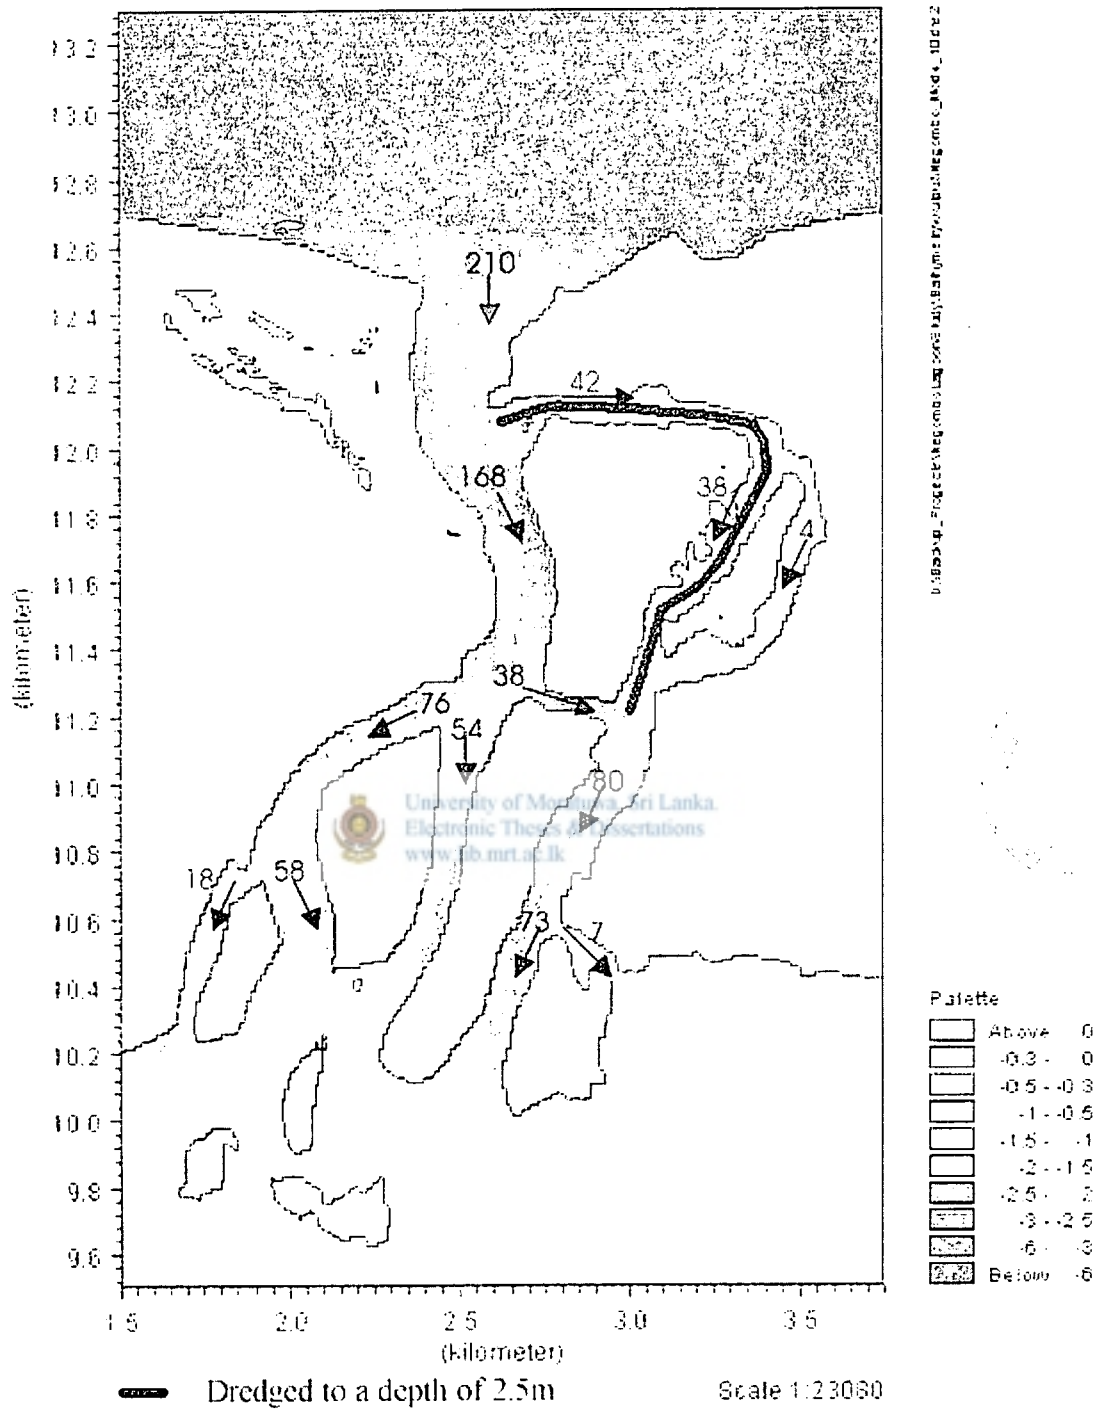 13.2
13.0
12.8
12.6
12.4
12.2
12.0
11.8
11.6
11.4
11.2
11.0
10.8
10.6
10.4
10.2
10.0
9.8
9.6
(kilometer)
210
42
168
38
4
38
76
54
80
University of Moratuwa, Sri Lanka.
Electronic Theses & Dissertations
www.lib.mrt.ac.lk
18
58
73
7
Palette
Above 0
-0.3 - 0
-0.5 - -0.3
-1 - -0.5
-1.5 - -1
-2 - -1.5
-2.5 - 2
-3 - -2.5
-6 - -3
Below -6
1.5 2.0 2.5 3.0 3.5
(kilometer)
Dredged to a depth of 2.5m
Scale 1:23080